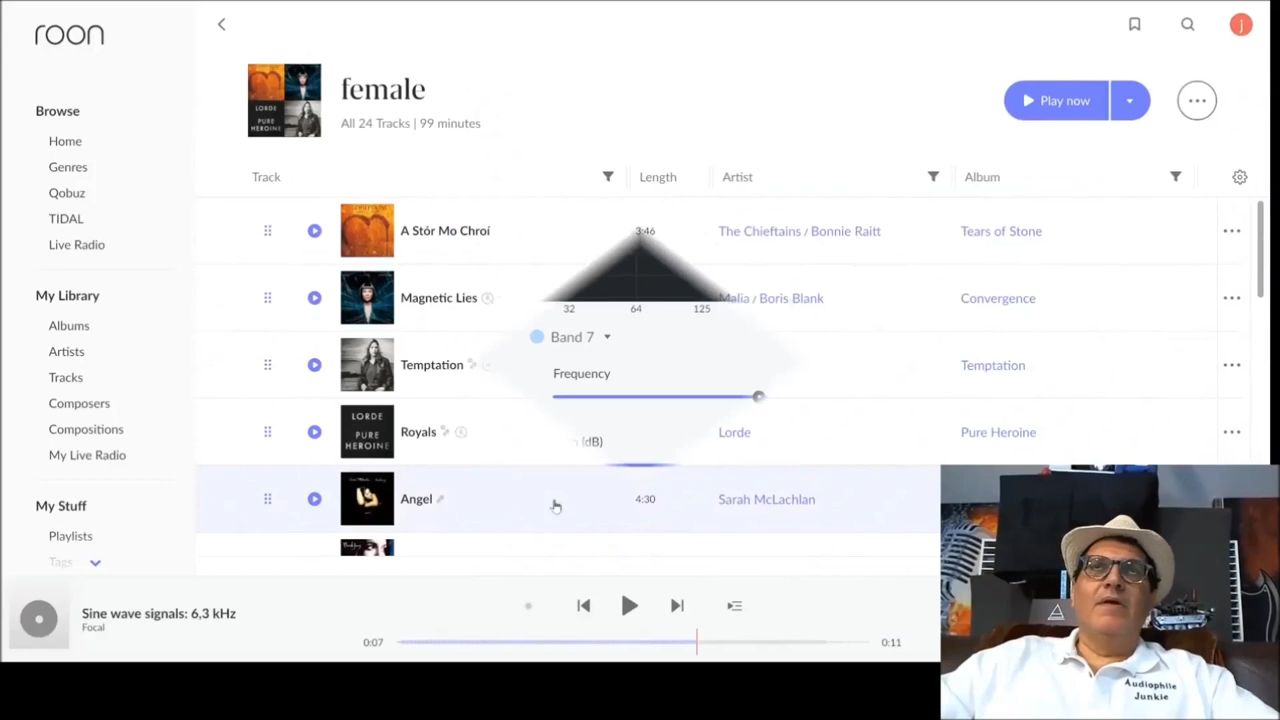 roon
j
female
All 24 Tracks | 99 minutes
Play now
Browse
Home
Genres
Qobuz
TIDAL
Live Radio
My Library
Albums
Artists
Tracks
Composers
Compositions
My Live Radio
My Stuff
Playlists
Tags
Track
Length
Artist
Album
LORDE
PURE
HEROINE
A Stór Mo Chroí
3:46
The Chieftains / Bonnie Raitt
Tears of Stone
Magnetic Lies
Malia / Boris Blank
Convergence
32
64
125
Band 7
Temptation
Temptation
Frequency
LORDE
PURE
HEROINE
Royals
(dB)
Lorde
Pure Heroine
Angel
4:30
Sarah McLachlan
Sine wave signals: 6,3 kHz
Focal
0:07
0:11
Audiophile
Junkie